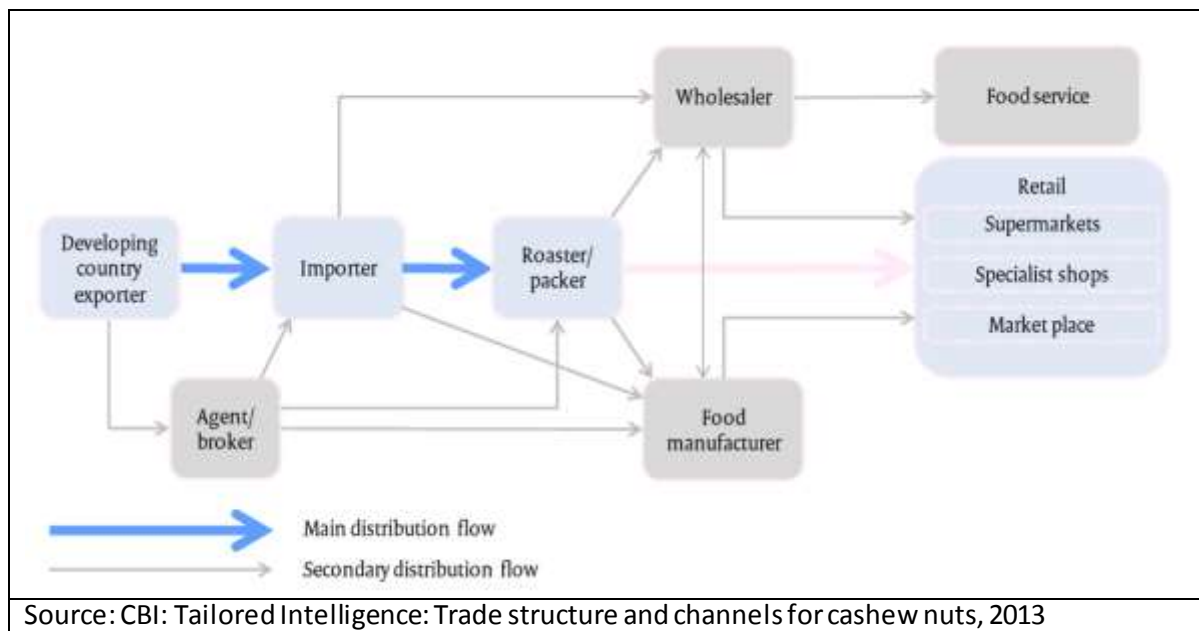 Wholesaler
Food service
Retail
Supermarkets
Specialist shops
Market place
Developing
country
exporter
Importer
Roaster/
packer
Agent/
broker
Food
manufacturer
Main distribution flow
Secondary distribution flow
Source: CBI: Tailored Intelligence: Trade structure and channels for cashew nuts, 2013